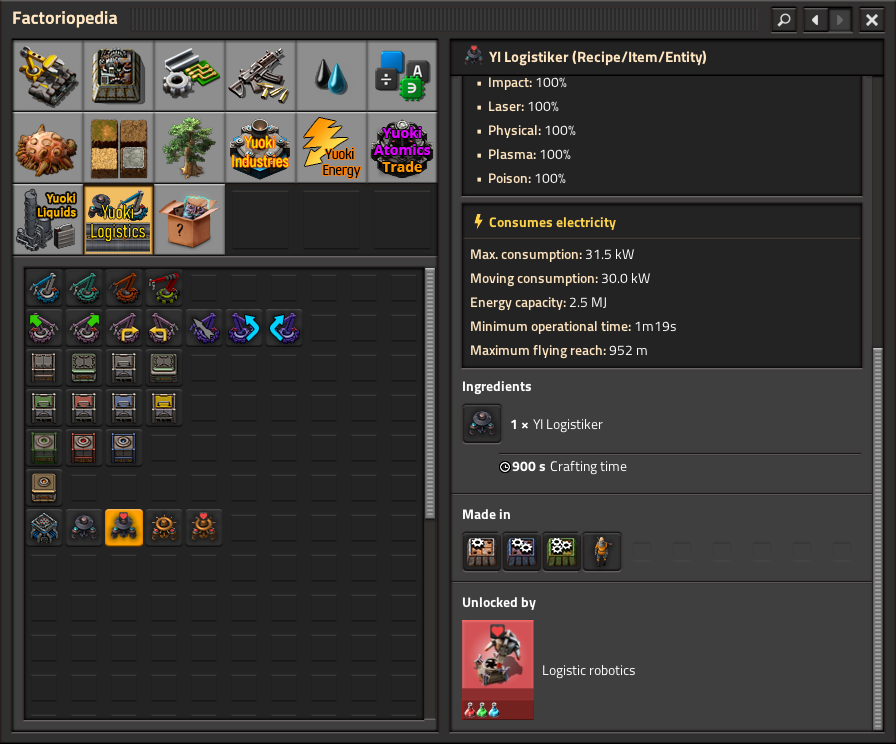 Factoriopedia
Yuoki
Industries
Yuoki
Energy
Yuoki
Atomics
Trade
Yuoki
Liquids
Yuoki
Logistics
YI Logistiker (Recipe/Item/Entity)
Impact: 100%
Laser: 100%
Physical: 100%
Plasma: 100%
Poison: 100%
Consumes electricity
Max. consumption: 31.5 kW
Moving consumption: 30.0 kW
Energy capacity: 2.5 MJ
Minimum operational time: 1m19s
Maximum flying reach: 952 m
Ingredients
1 × YI Logistiker
900 s Crafting time
Made in
Unlocked by
Logistic robotics